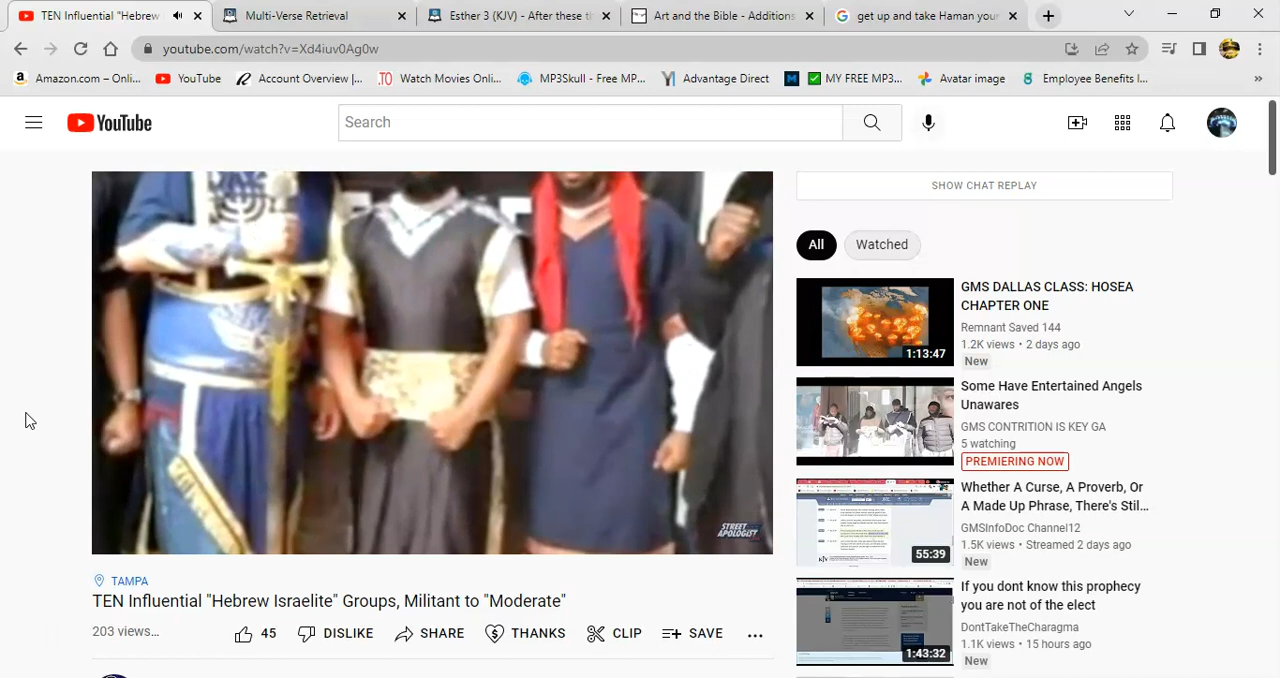 TEN Influential "Hebrew
Multi-Verse Retrieval
Esther 3 (KJV) - After these th
Art and the Bible - Additions
get up and take Haman your
youtube.com/watch?v=Xd4iuv0Ag0w
Amazon.com – Onli...
YouTube
Account Overview |...
Watch Movies Onlin...
MP3Skull - Free MP...
Advantage Direct
MY FREE MP3...
Avatar image
Employee Benefits I...
YouTube
Search
SHOW CHAT REPLAY
All
Watched
GMS DALLAS CLASS: HOSEA
CHAPTER ONE
Remnant Saved 144
1.2K views • 2 days ago
New
1:13:47
Some Have Entertained Angels
Unawares
GMS CONTRITION IS KEY GA
5 watching
PREMIERING NOW
Whether A Curse, A Proverb, Or
A Made Up Phrase, There's Stil...
GMSInfoDoc Channel12
1.5K views • Streamed 2 days ago
New
55:39
If you dont know this prophecy
you are not of the elect
DontTakeTheCharagma
1.1K views • 15 hours ago
New
1:43:32
STREET
APOLOGIST
TAMPA
TEN Influential "Hebrew Israelite" Groups, Militant to "Moderate"
203 views...
45
DISLIKE
SHARE
THANKS
CLIP
SAVE